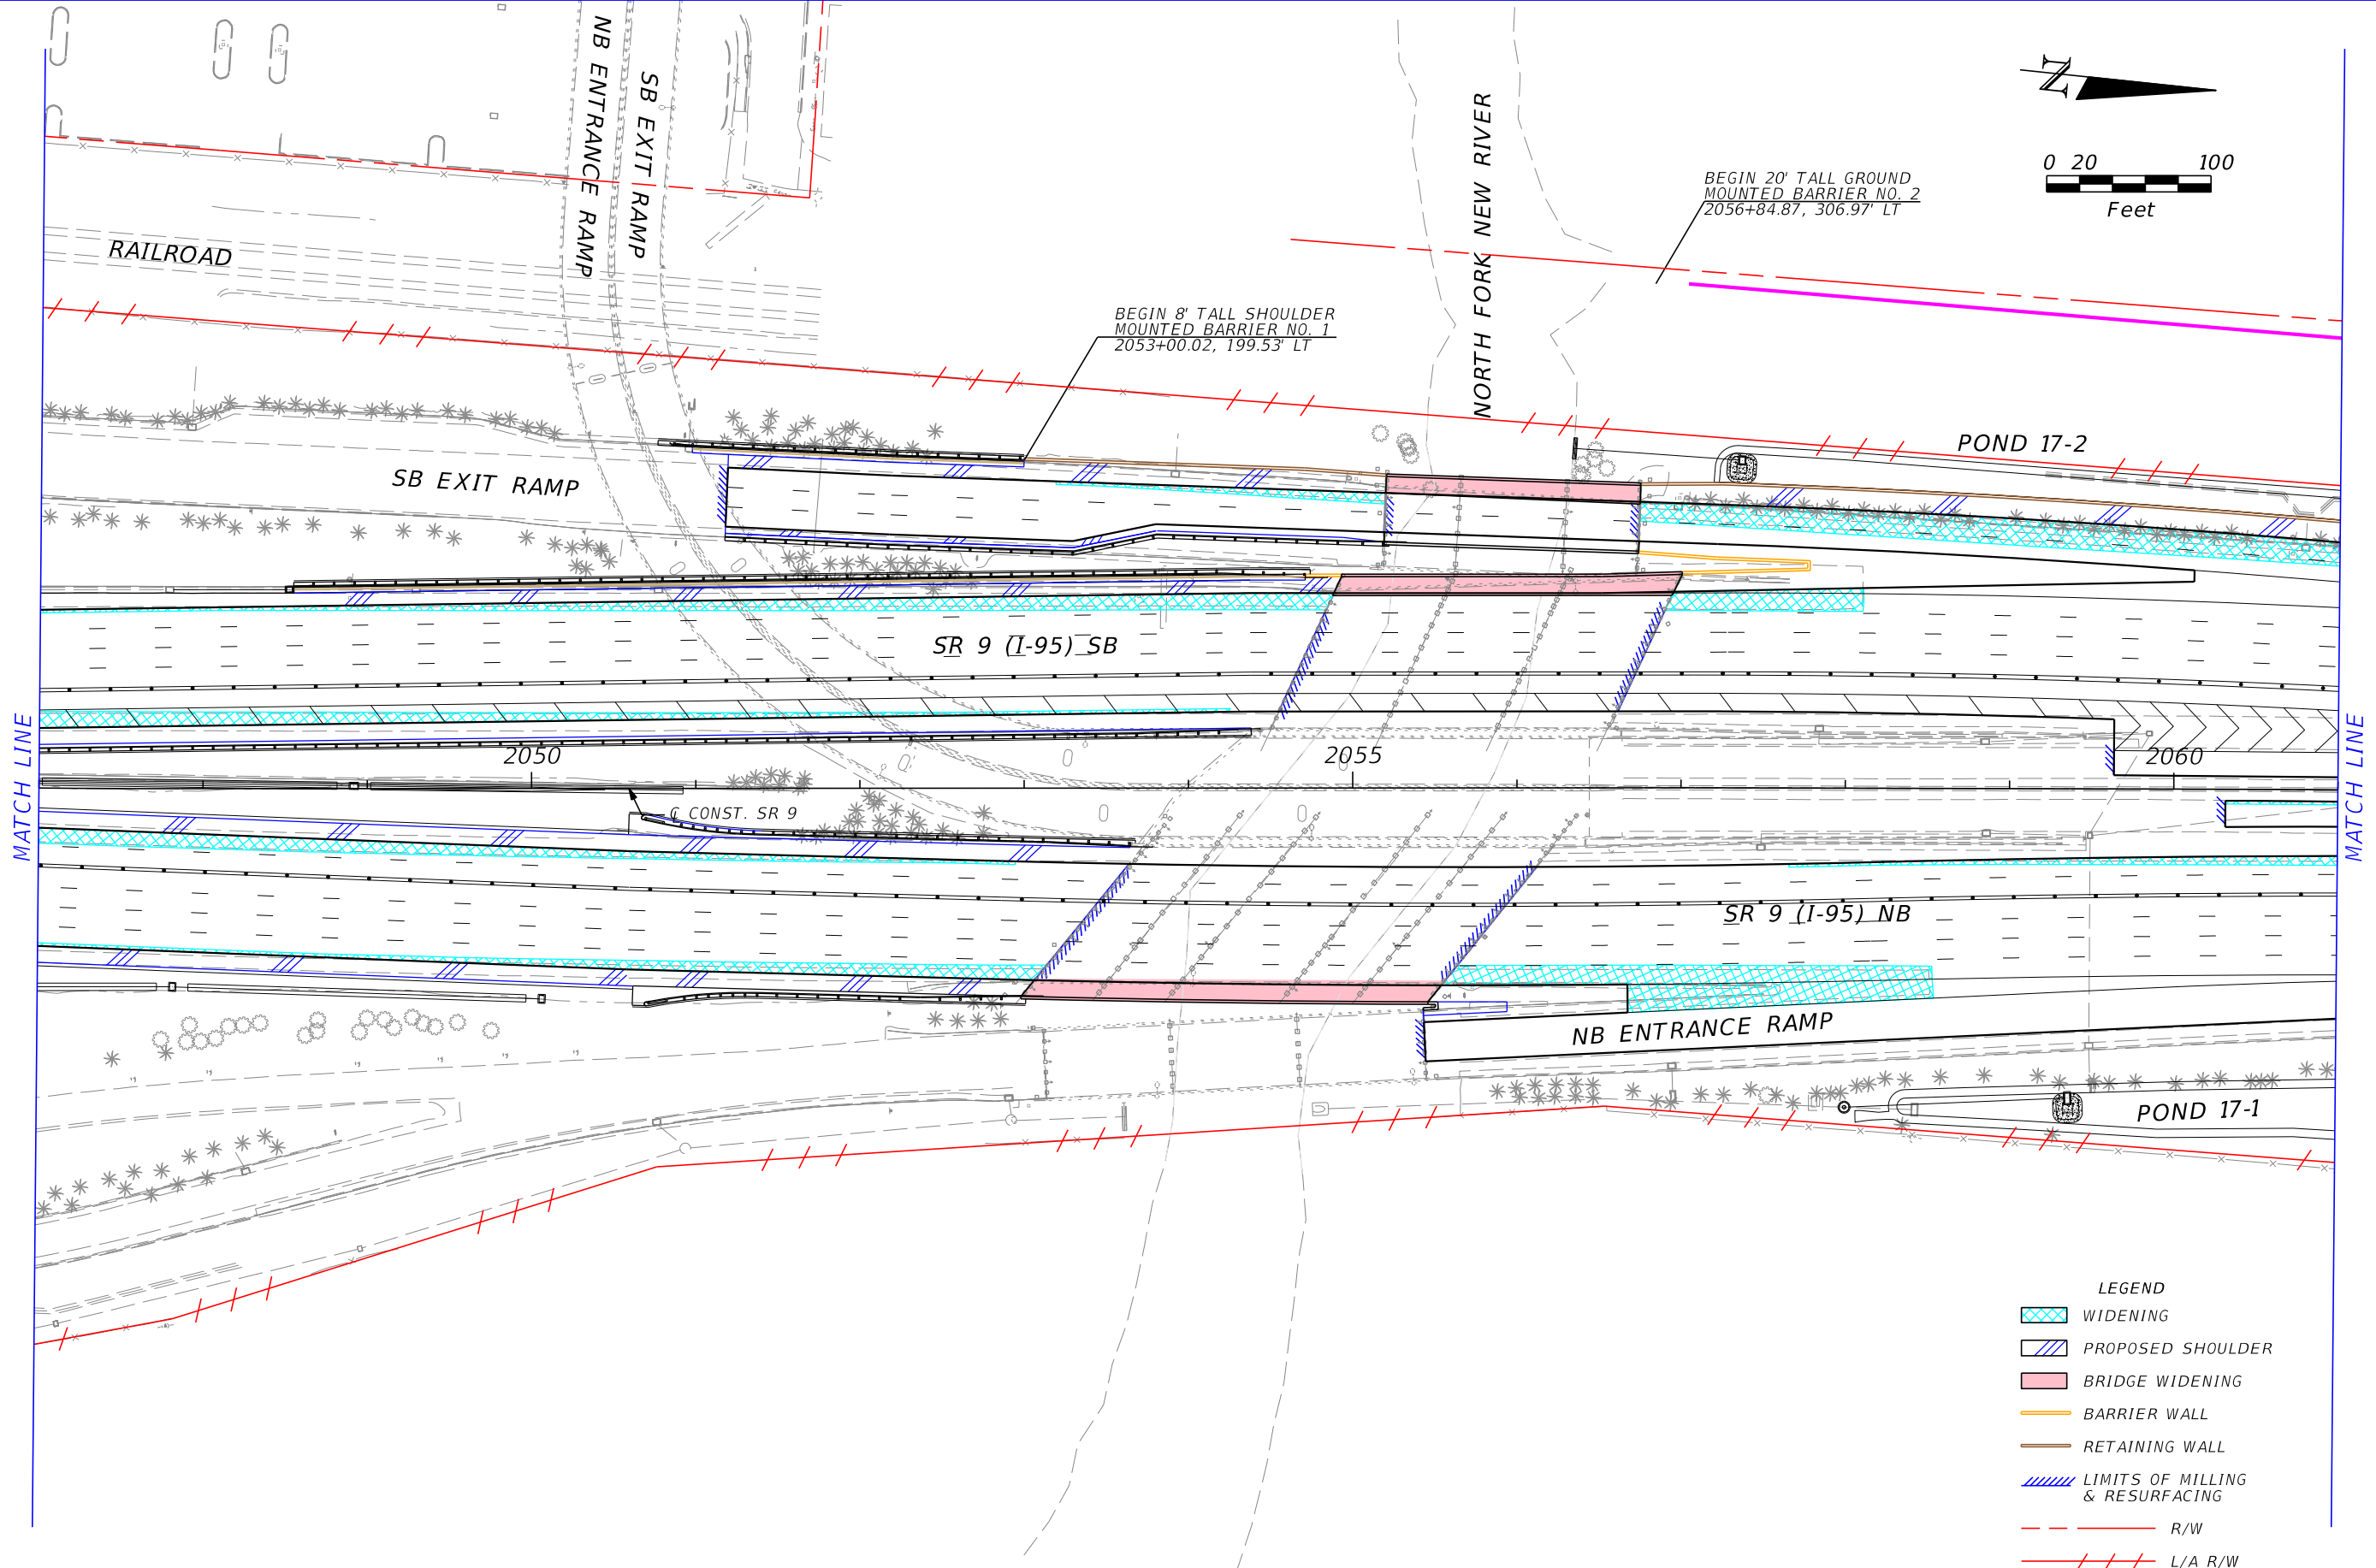 NB ENTRANCE RAMP
SB EXIT RAMP
NORTH FORK NEW RIVER
N
0 20 100
Feet
BEGIN 20' TALL GROUND
MOUNTED BARRIER NO. 2
2056+84.87, 306.97' LT
RAILROAD
BEGIN 8' TALL SHOULDER
MOUNTED BARRIER NO. 1
2053+00.02, 199.53' LT
POND 17-2
SB EXIT RAMP
SR 9 (I-95) SB
MATCH LINE
2050
2055
2060
MATCH LINE
℄ CONST. SR 9
SR 9 (I-95) NB
NB ENTRANCE RAMP
POND 17-1
LEGEND
WIDENING
PROPOSED SHOULDER
BRIDGE WIDENING
BARRIER WALL
RETAINING WALL
LIMITS OF MILLING
& RESURFACING
R/W
L/A R/W